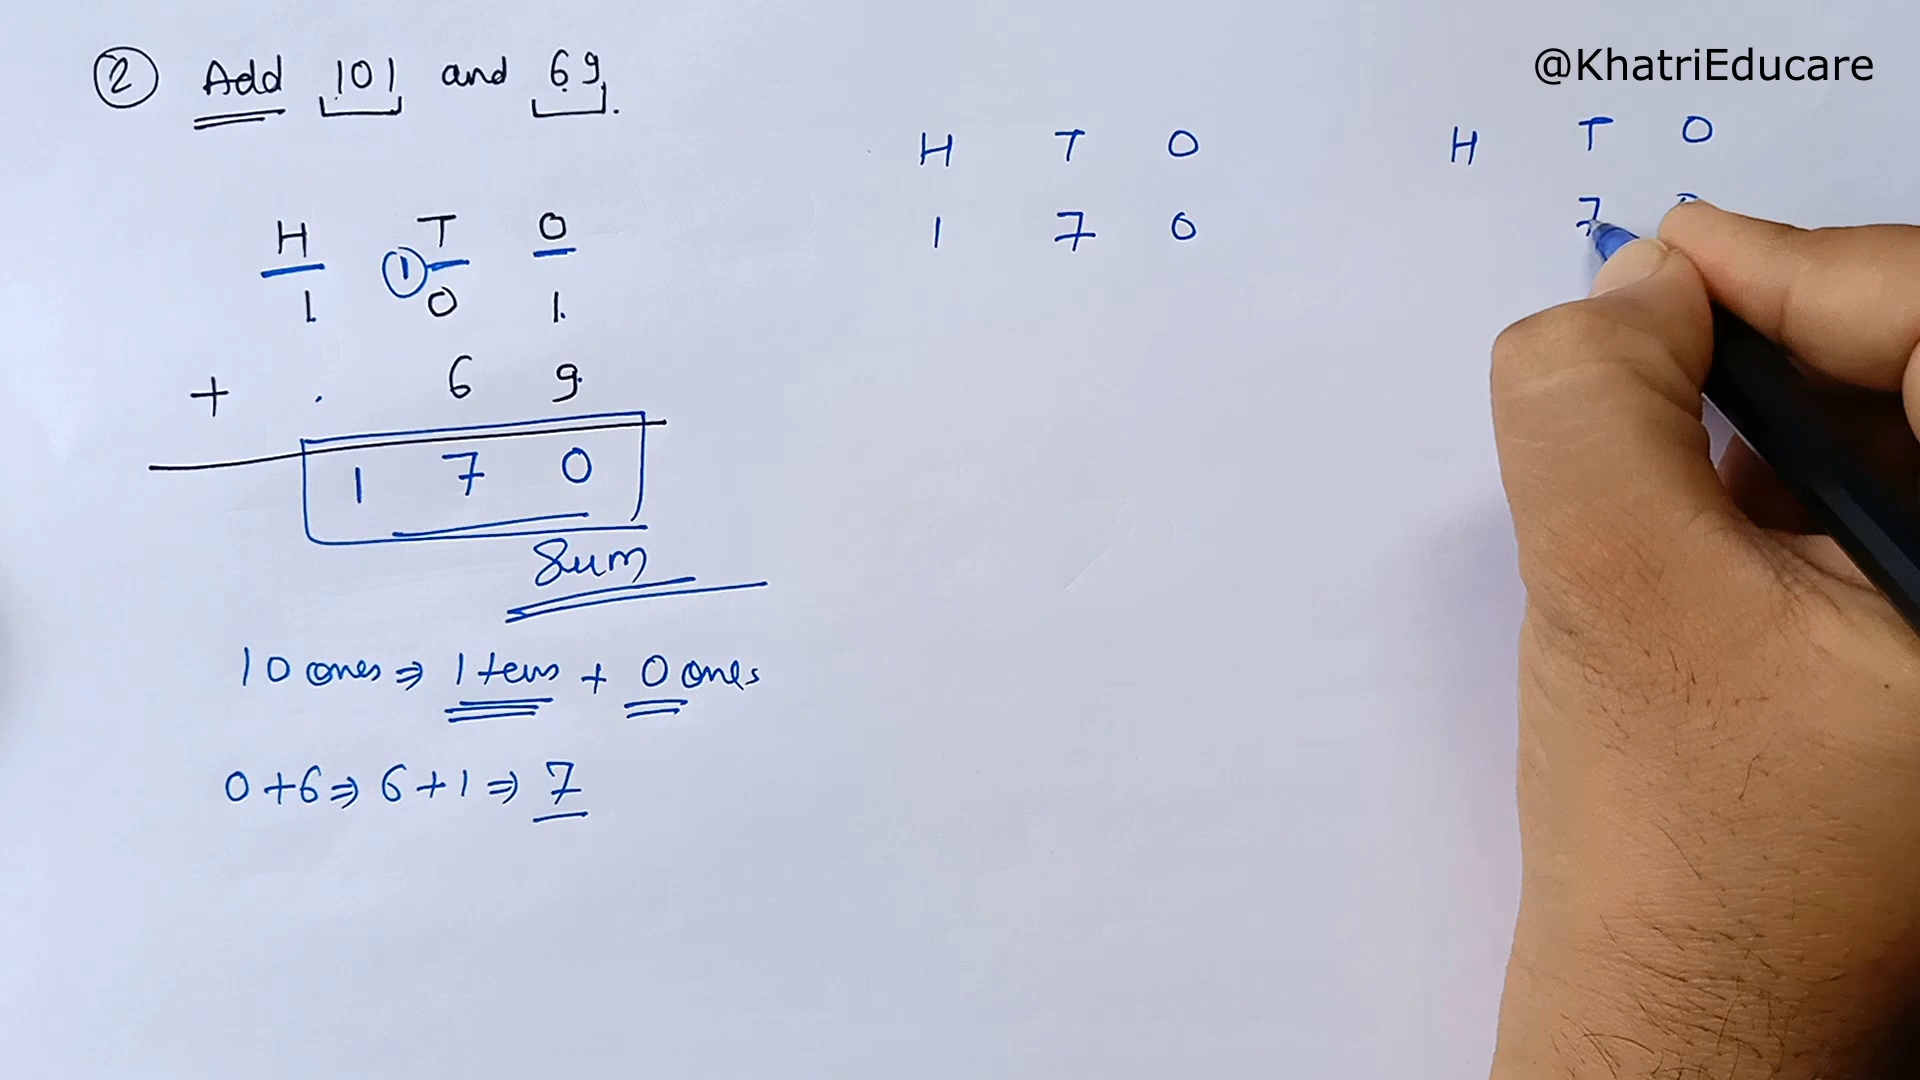 ② Add 101 and 69.
@KhatriEducare
H T O
1 0 1
①
+ 6 9
1 7 0
Sum
10 ones ⇒ 1 tens + 0 ones
0+6 ⇒ 6+1 ⇒ 7
H T O
1 7 0
H T O
7